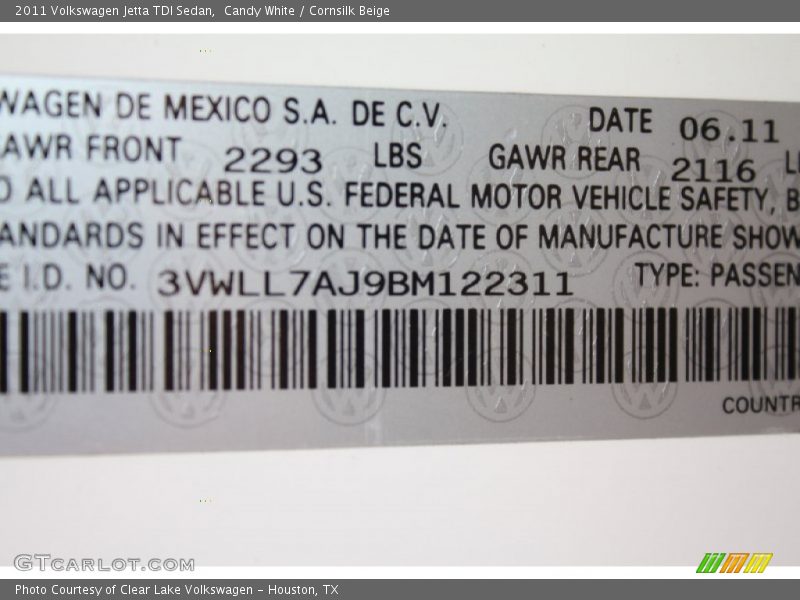 2011 Volkswagen Jetta TDI Sedan,  Candy White / Cornsilk Beige
WAGEN DE MEXICO S.A. DE C.V. DATE 06.11
AWR FRONT 2293 LBS GAWR REAR 2116 L
O ALL APPLICABLE U.S. FEDERAL MOTOR VEHICLE SAFETY, B
ANDARDS IN EFFECT ON THE DATE OF MANUFACTURE SHOW
E I.D. NO. 3VWLL7AJ9BM122311 TYPE: PASSEN
COUNTR
GTCARLOT.COM
Photo Courtesy of Clear Lake Volkswagen – Houston, TX